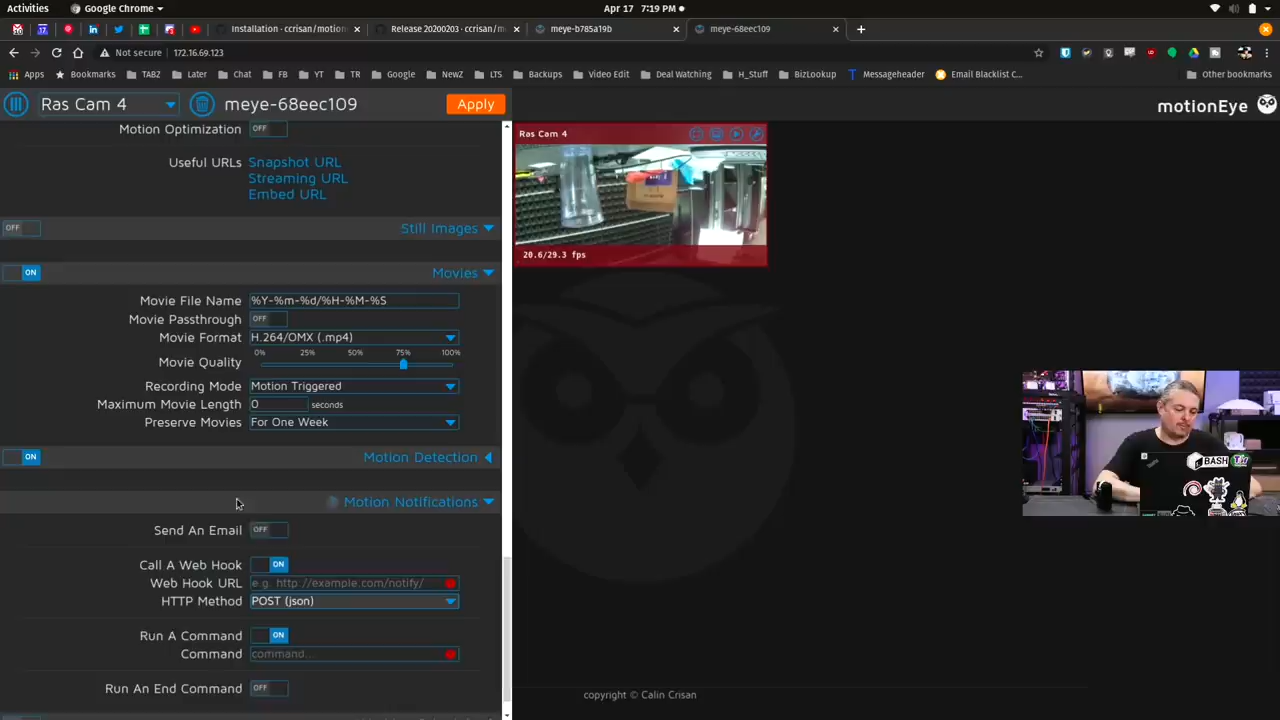 Activities
Google Chrome
Apr 17 7:19 PM
Installation · ccrisan/motion
Release 20200203 · ccrisan/m
meye-b785a19b
meye-68eec109
Not secure
172.16.69.123
Apps
Bookmarks
TABZ
Later
Chat
FB
YT
TR
Google
NewZ
LTS
Backups
Video Edit
Deal Watching
H_Stuff
BizLookup
Messageheader
Email Blacklist C...
Other bookmarks
Ras Cam 4
meye-68eec109
Apply
motionEye
Motion Optimization OFF
Useful URLs Snapshot URL
Streaming URL
Embed URL
OFF Still Images
ON Movies
Movie File Name %Y-%m-%d/%H-%M-%S
Movie Passthrough OFF
Movie Format H.264/OMX (.mp4)
0% 25% 50% 75% 100%
Movie Quality
Recording Mode Motion Triggered
Maximum Movie Length 0 seconds
Preserve Movies For One Week
ON Motion Detection
Motion Notifications
Send An Email OFF
Call A Web Hook ON
Web Hook URL e.g. http://example.com/notify/
HTTP Method POST (json)
Run A Command ON
Command command...
Run An End Command OFF
Ras Cam 4
20.6/29.3 fps
BASH
copyright © Calin Crisan